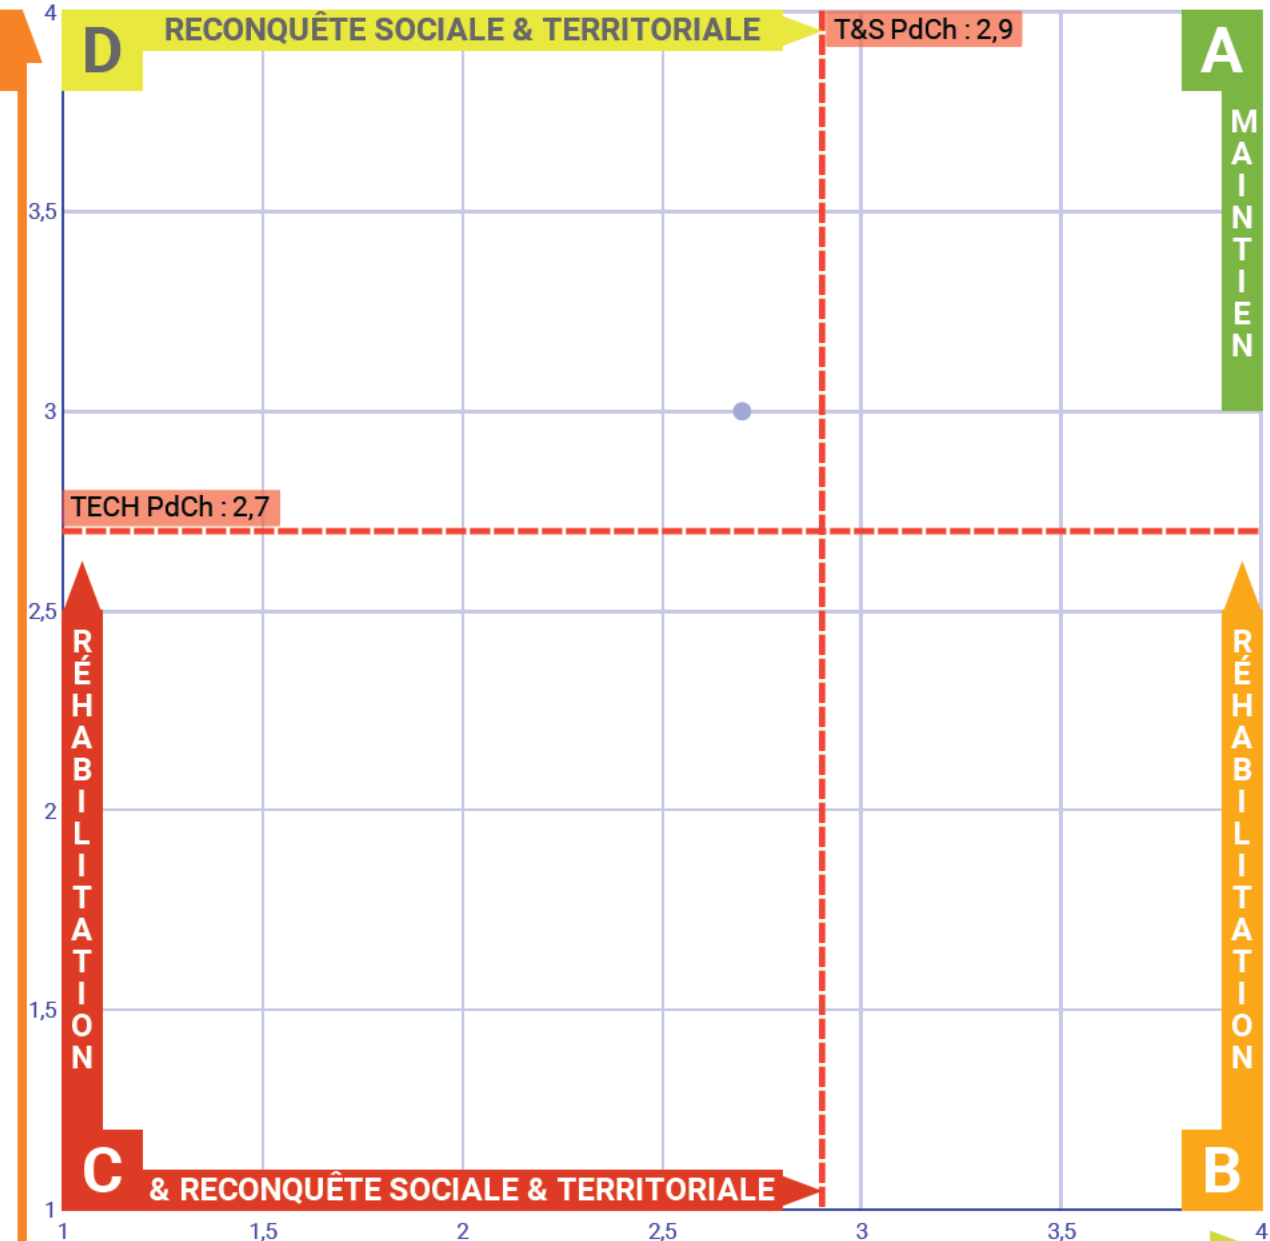 4
D
RECONQUÊTE SOCIALE & TERRITORIALE
T&S PdCh : 2,9
A
MAINTIEN
3,5
3
TECH PdCh : 2,7
2,5
RÉHABILITATION
RÉHABILITATION
2
1,5
C
& RECONQUÊTE SOCIALE & TERRITORIALE
B
1
1 1,5 2 2,5 3 3,5 4